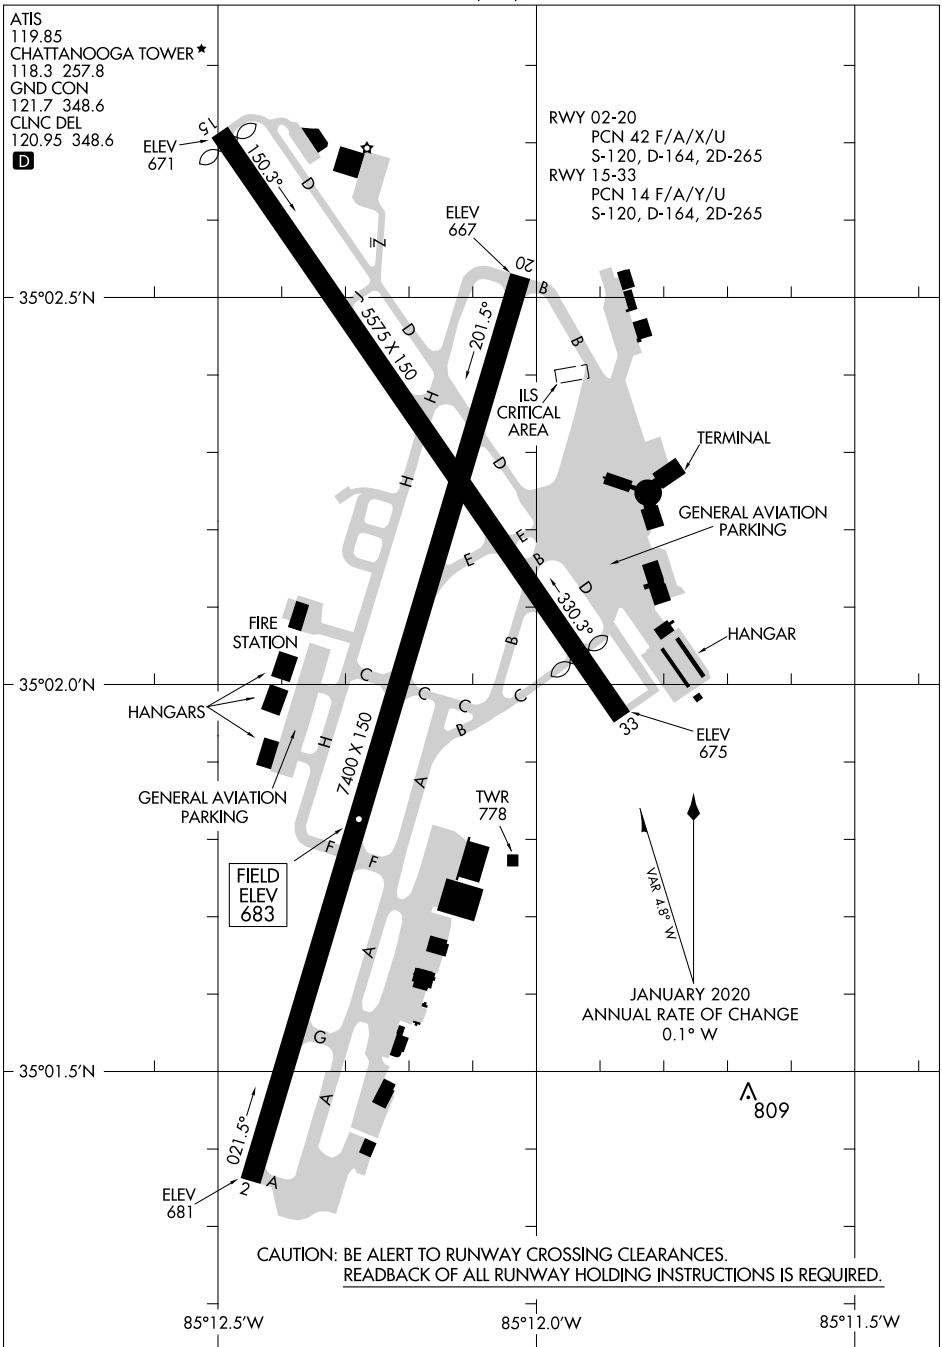 ATIS
119.85
CHATTANOOGA TOWER★
118.3 257.8
GND CON
121.7 348.6
CLNC DEL
120.95 348.6
D
RWY 02-20
PCN 42 F/A/X/U
S-120, D-164, 2D-265
RWY 15-33
PCN 14 F/A/Y/U
S-120, D-164, 2D-265
15
ELEV
671
150.3°
D
Z
ELEV
667
20
B
35°02.5'N
J
5575 X 150
D
201.5°
B
ILS
CRITICAL
AREA
H
TERMINAL
D
H
GENERAL AVIATION
PARKING
E
E
B
D
330.3°
FIRE
STATION
B
HANGAR
35°02.0'N
C
C
C
C
HANGARS
33
ELEV
675
H
B
7400 X 150
A
GENERAL AVIATION
PARKING
TWR
778
F
F
VAR 4.8° W
FIELD
ELEV
683
A
JANUARY 2020
ANNUAL RATE OF CHANGE
0.1° W
G
35°01.5'N
A
809
021.5°
2
A
ELEV
681
CAUTION: BE ALERT TO RUNWAY CROSSING CLEARANCES.
READBACK OF ALL RUNWAY HOLDING INSTRUCTIONS IS REQUIRED.
85°12.5'W
85°12.0'W
85°11.5'W